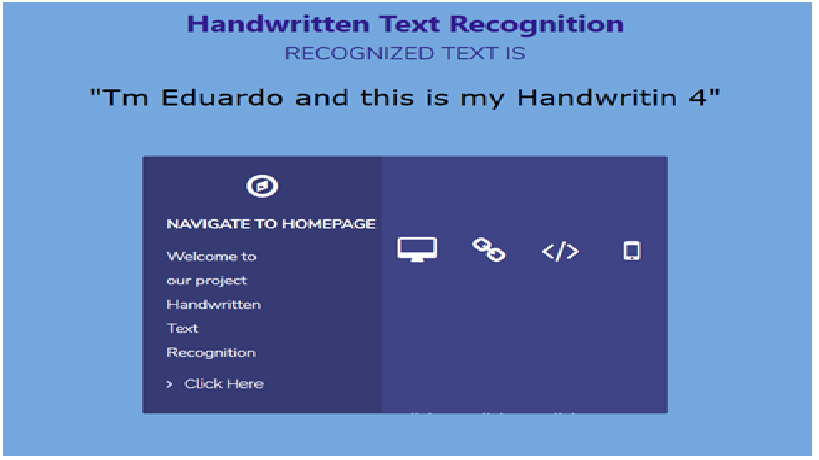 Handwritten Text Recognition
RECOGNIZED TEXT IS
"Tm Eduardo and this is my Handwritin 4"
NAVIGATE TO HOMEPAGE
Welcome to
our project
Handwritten
Text
Recognition
> Click Here